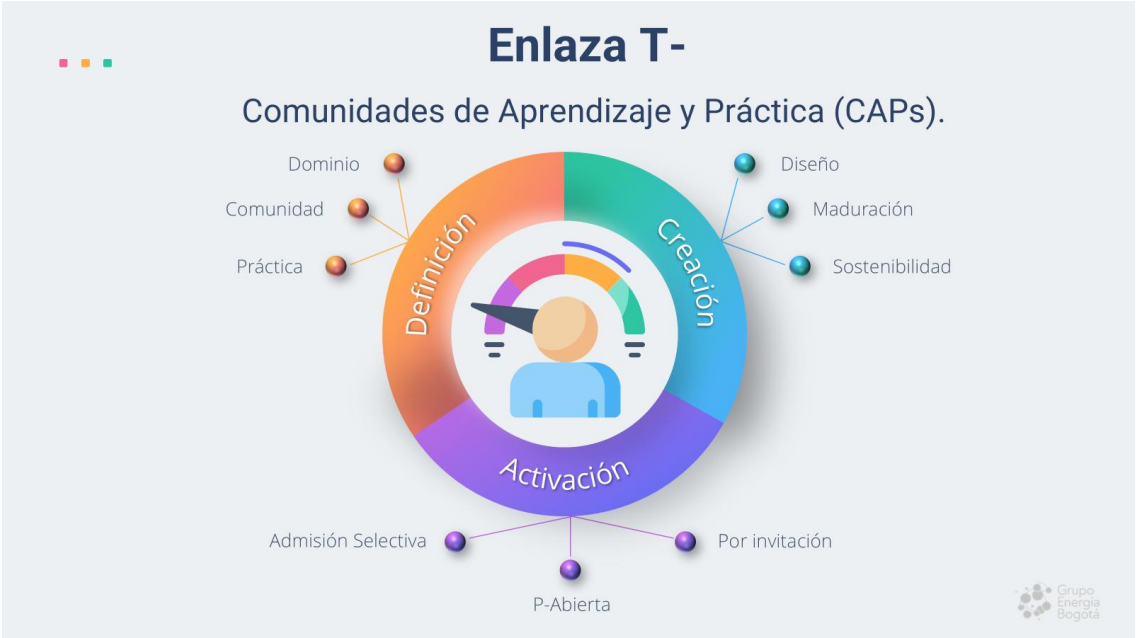 Enlaza T-
Comunidades de Aprendizaje y Práctica (CAPs).
Dominio
Comunidad
Práctica
Definición
Creación
Diseño
Maduración
Sostenibilidad
Activación
Admisión Selectiva
P-Abierta
Por invitación
Grupo
Energía
Bogotá